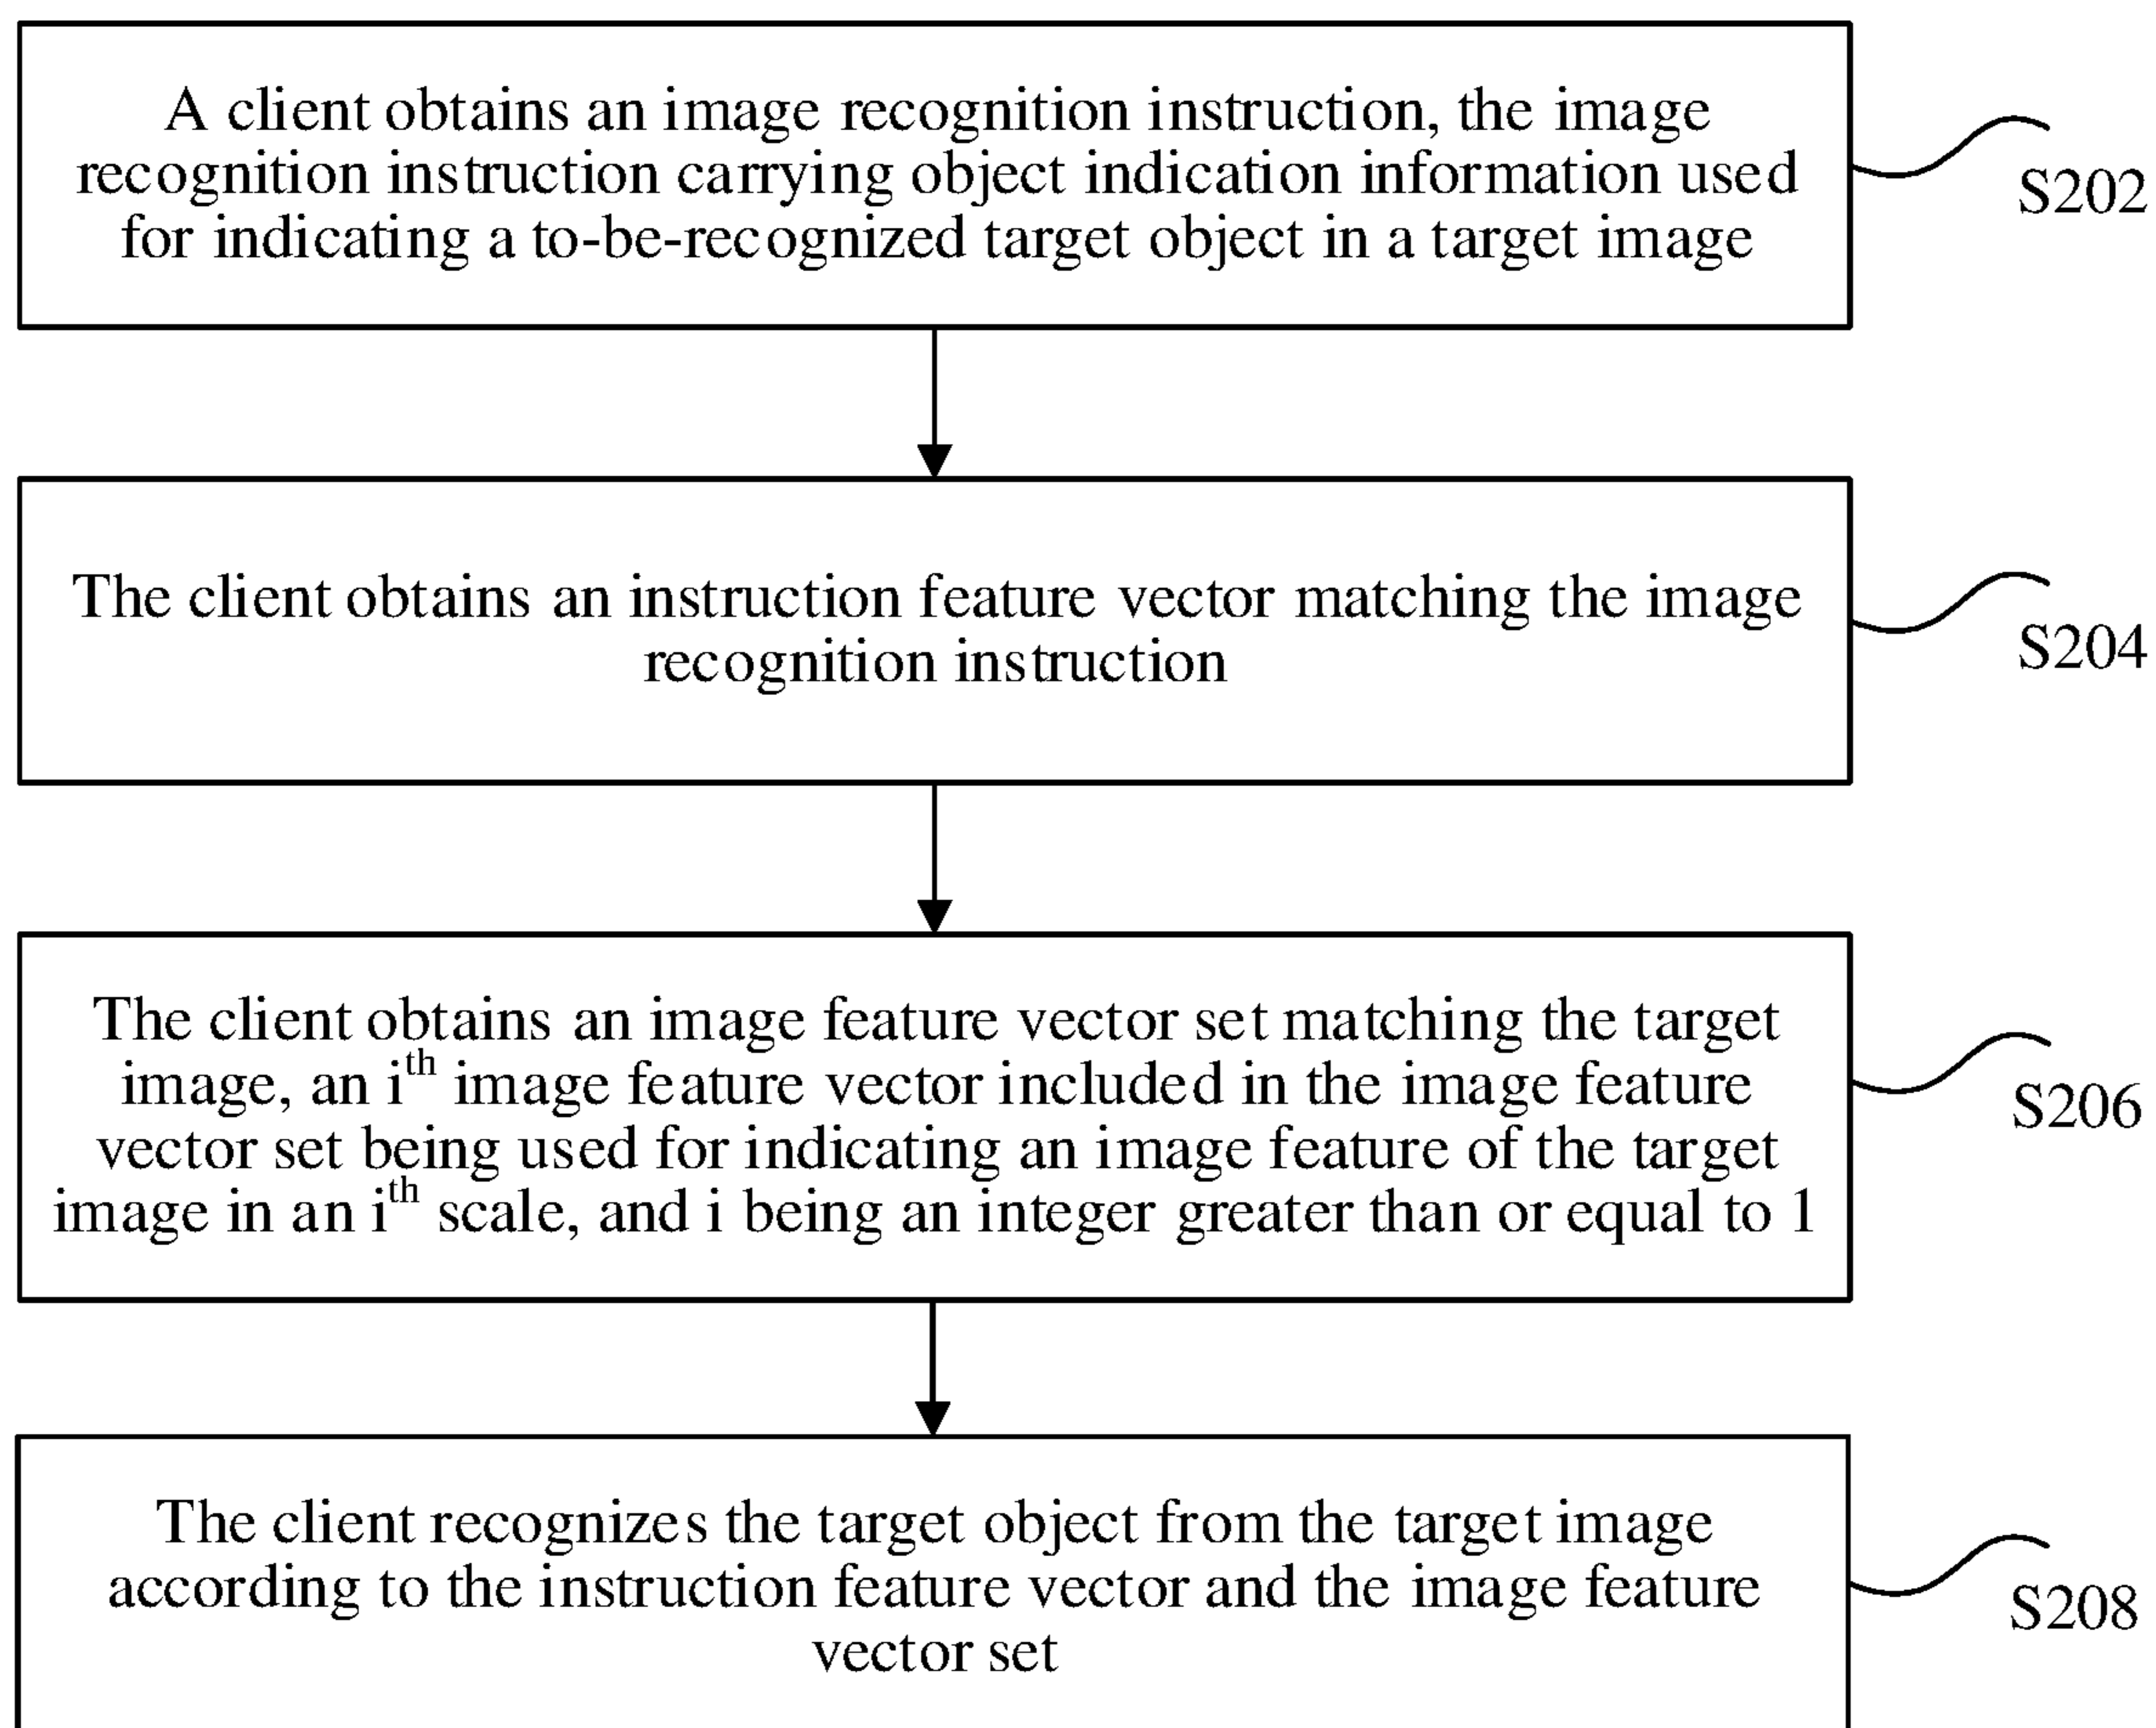 A client obtains an image recognition instruction, the image
recognition instruction carrying object indication information used
for indicating a to-be-recognized target object in a target image
S202
The client obtains an instruction feature vector matching the image
recognition instruction
S204
The client obtains an image feature vector set matching the target
image, an iᵗʰ image feature vector included in the image feature
vector set being used for indicating an image feature of the target
image in an iᵗʰ scale, and i being an integer greater than or equal to 1
S206
The client recognizes the target object from the target image
according to the instruction feature vector and the image feature
vector set
S208